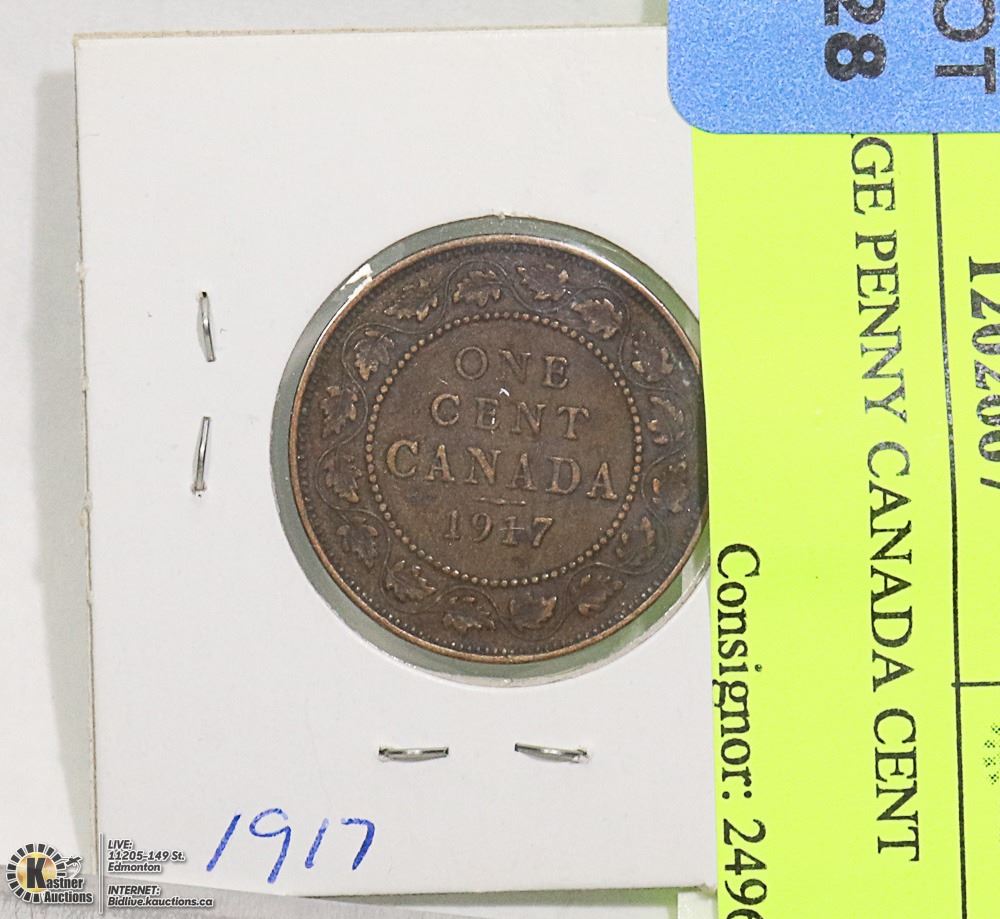 OT
28
GE PENNY CANADA CENT
Consignor: 2496
ONE
CENT
CANADA
1917
1917
Kastner
Auctions
LIVE:
11205-149 St.
Edmonton
INTERNET:
Bidlive.kauctions.ca